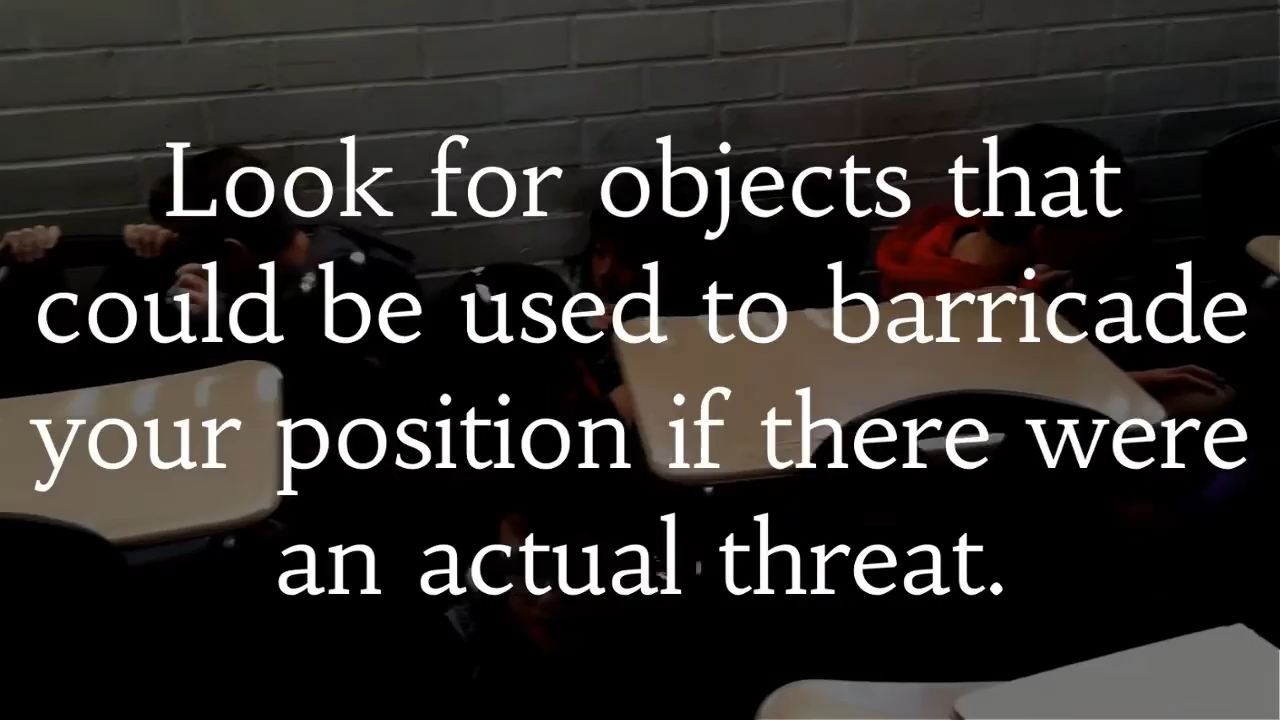 Look for objects that
could be used to barricade
your position if there were
an actual threat.